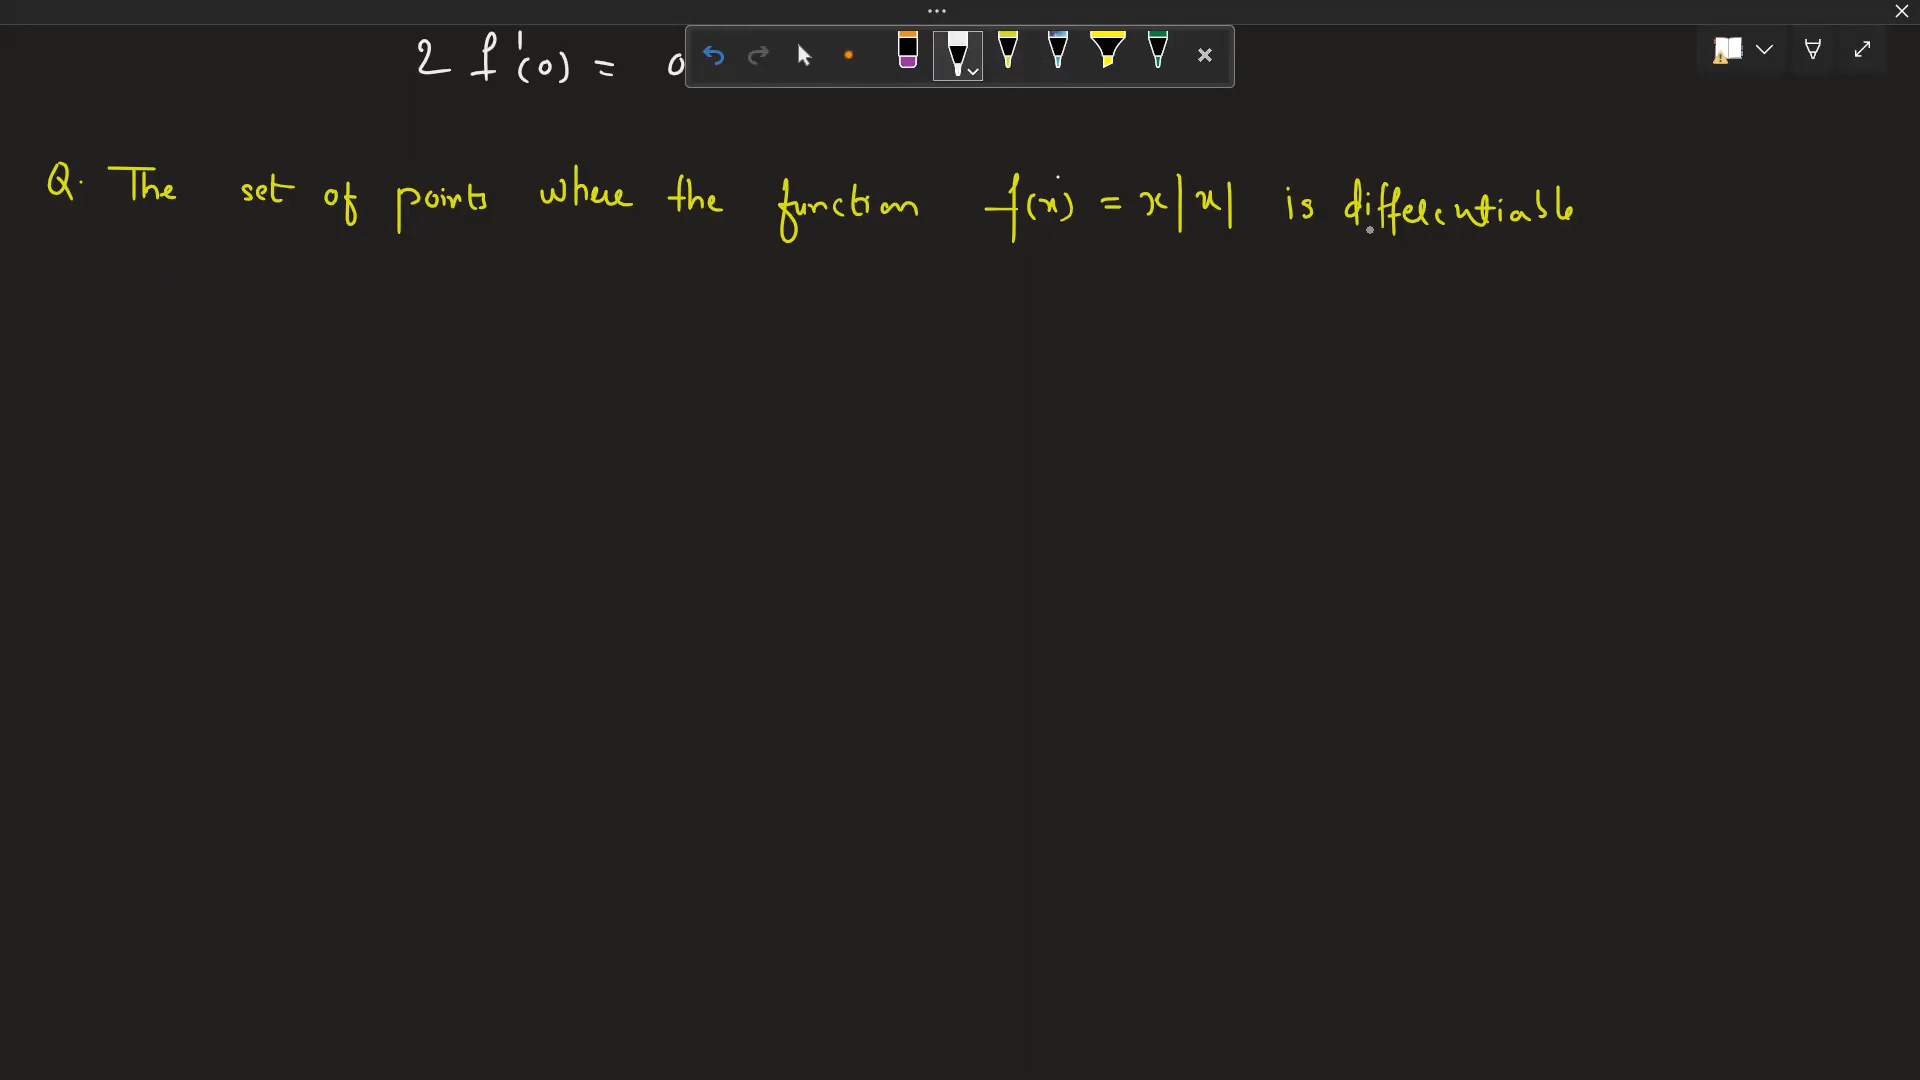 2 f'(0) = 0
Q. The set of points where the function f(x) = x|x| is differentiable